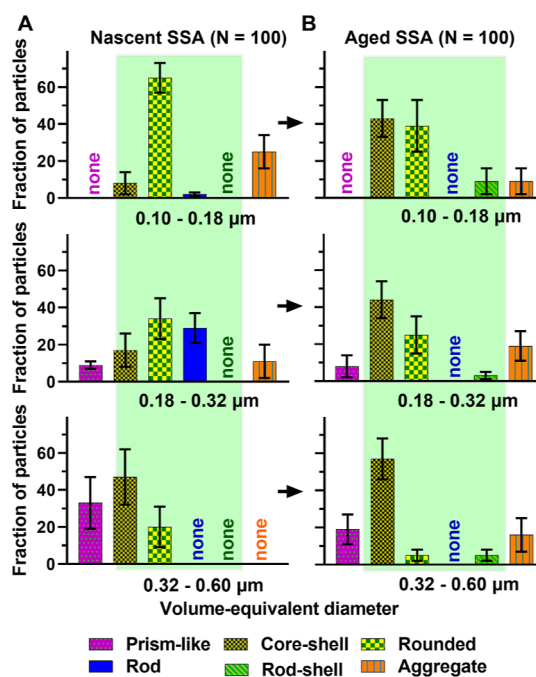 A
B
Nascent SSA (N = 100)
Aged SSA (N = 100)
Fraction of particles
60
40
20
0
none
none
none
none
0.10 - 0.18 µm
0.10 - 0.18 µm
Fraction of particles
60
40
20
0
none
none
0.18 - 0.32 µm
0.18 - 0.32 µm
Fraction of particles
60
40
20
0
none
none
none
none
0.32 - 0.60 µm
0.32 - 0.60 µm
Volume-equivalent diameter
Prism-like
Core-shell
Rounded
Rod
Rod-shell
Aggregate